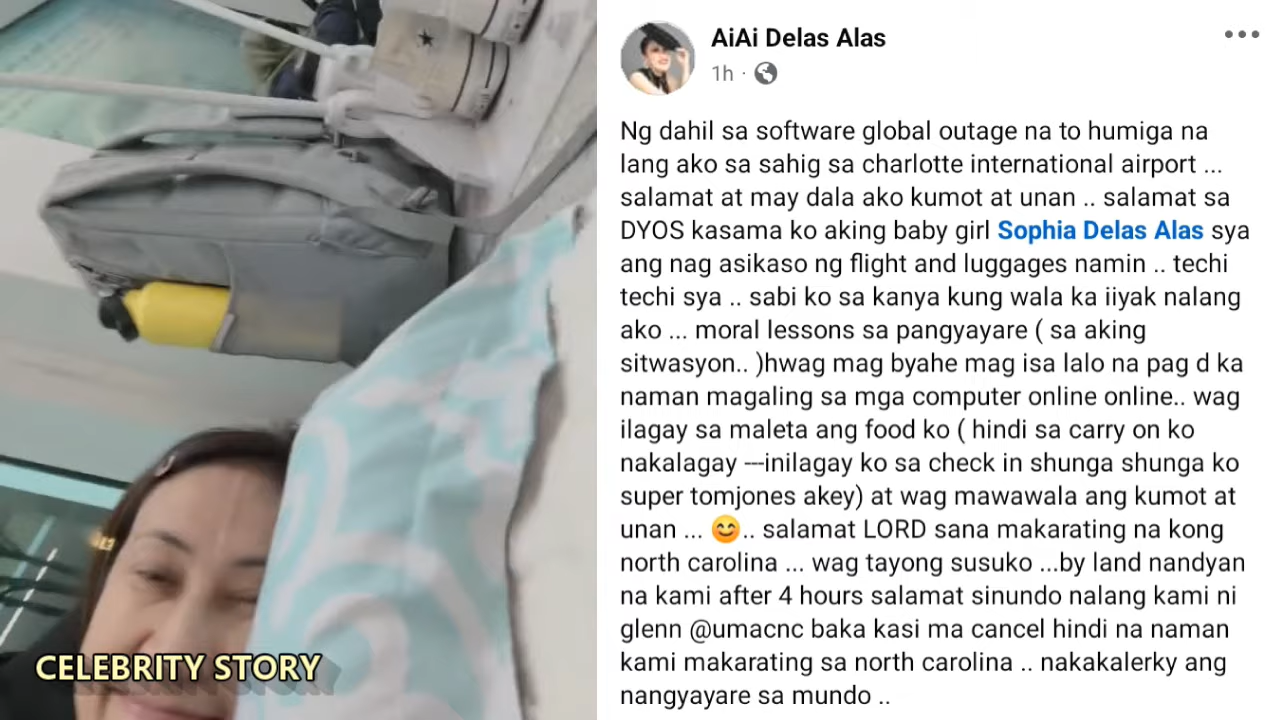 CELEBRITY STORY
AiAi Delas Alas
1h ·
Ng dahil sa software global outage na to humiga na
lang ako sa sahig sa charlotte international airport ...
salamat at may dala ako kumot at unan .. salamat sa
DYOS kasama ko aking baby girl Sophia Delas Alas sya
ang nag asikaso ng flight and luggages namin .. techi
techi sya .. sabi ko sa kanya kung wala ka iiyak nalang
ako ... moral lessons sa pangyayare ( sa aking
sitwasyon.. )hwag mag byahe mag isa lalo na pag d ka
naman magaling sa mga computer online online.. wag
ilagay sa maleta ang food ko ( hindi sa carry on ko
nakalagay ---inilagay ko sa check in shunga shunga ko
super tomjones akey) at wag mawawala ang kumot at
unan ... 😊.. salamat LORD sana makarating na kong
north carolina ... wag tayong susuko ...by land nandyan
na kami after 4 hours salamat sinundo nalang kami ni
glenn @umacnc baka kasi ma cancel hindi na naman
kami makarating sa north carolina .. nakakalerky ang
nangyayare sa mundo ..